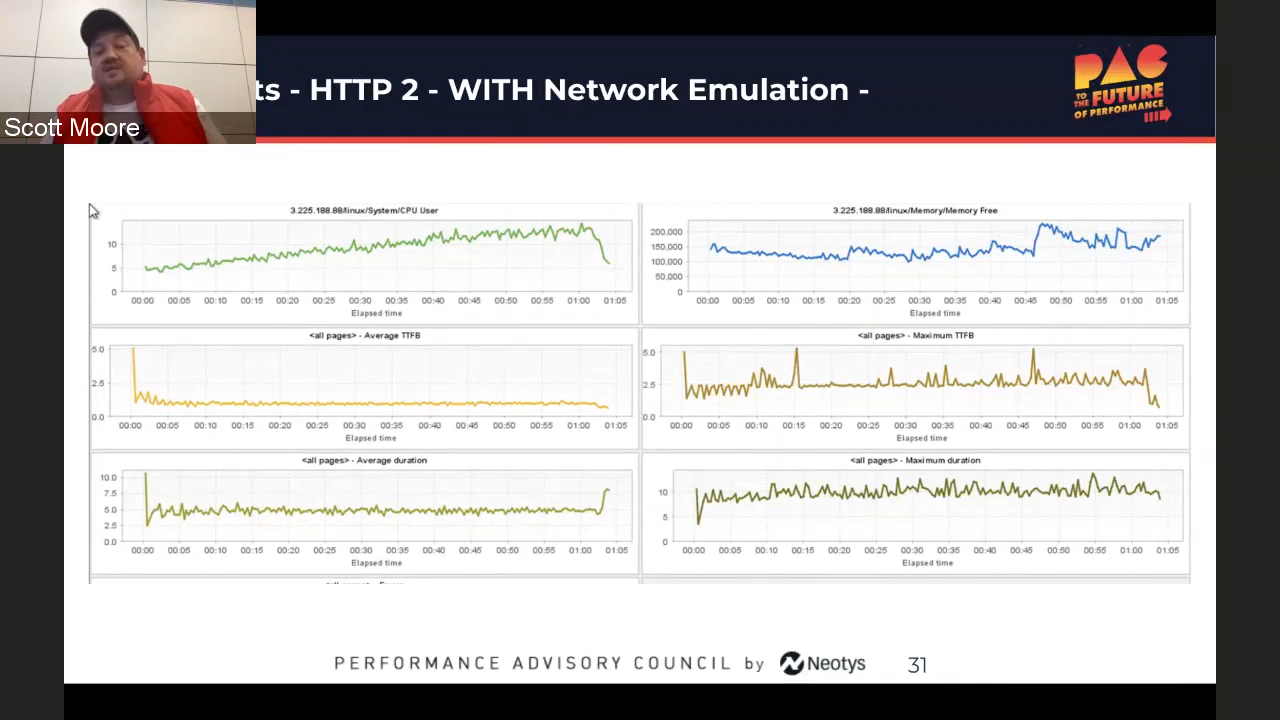 ts - HTTP 2 - WITH Network Emulation -
PAC
TO THE FUTURE
OF PERFORMANCE
Scott Moore
3.225.188.88/linux/System/CPU User
10
5
0
00:00 00:05 00:10 00:15 00:20 00:25 00:30 00:35 00:40 00:45 00:50 00:55 01:00 01:05
Elapsed time
3.225.188.88/linux/Memory/Memory Free
200,000
150,000
100,000
50,000
0
00:00 00:05 00:10 00:15 00:20 00:25 00:30 00:35 00:40 00:45 00:50 00:55 01:00 01:05
Elapsed time
<all pages> - Average TTFB
5.0
2.5
0.0
00:00 00:05 00:10 00:15 00:20 00:25 00:30 00:35 00:40 00:45 00:50 00:55 01:00 01:05
Elapsed time
<all pages> - Maximum TTFB
5.0
2.5
0.0
00:00 00:05 00:10 00:15 00:20 00:25 00:30 00:35 00:40 00:45 00:50 00:55 01:00 01:05
Elapsed time
<all pages> - Average duration
10.0
7.5
5.0
2.5
0.0
00:00 00:05 00:10 00:15 00:20 00:25 00:30 00:35 00:40 00:45 00:50 00:55 01:00 01:05
Elapsed time
<all pages> - Maximum duration
10
5
0
00:00 00:05 00:10 00:15 00:20 00:25 00:30 00:35 00:40 00:45 00:50 00:55 01:00 01:05
Elapsed time
PERFORMANCE ADVISORY COUNCIL by Neotys 31